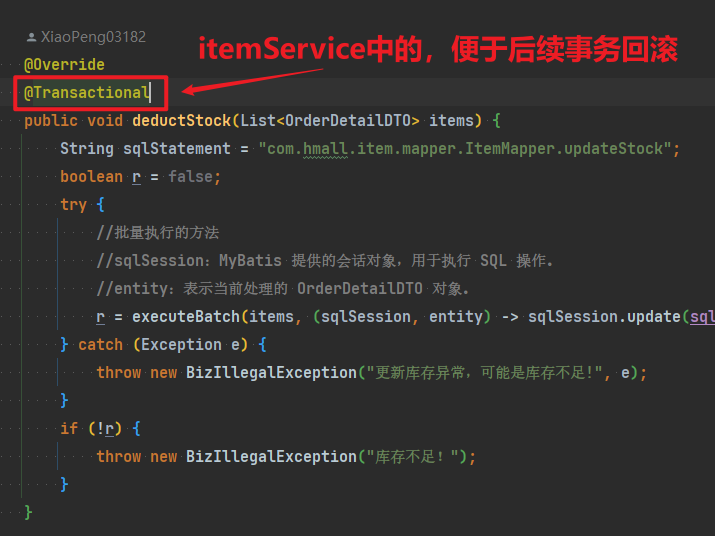 XiaoPeng03182
itemService中的，便于后续事务回滚
@Override
@Transactional
public void deductStock(List<OrderDetailDTO> items) {
String sqlStatement = "com.hmall.item.mapper.ItemMapper.updateStock";
boolean r = false;
try {
//批量执行的方法
//sqlSession：MyBatis 提供的会话对象，用于执行 SQL 操作。
//entity：表示当前处理的 OrderDetailDTO 对象。
r = executeBatch(items, (sqlSession, entity) -> sqlSession.update(sql
} catch (Exception e) {
throw new BizIllegalException("更新库存异常，可能是库存不足!", e);
}
if (!r) {
throw new BizIllegalException("库存不足！");
}
}